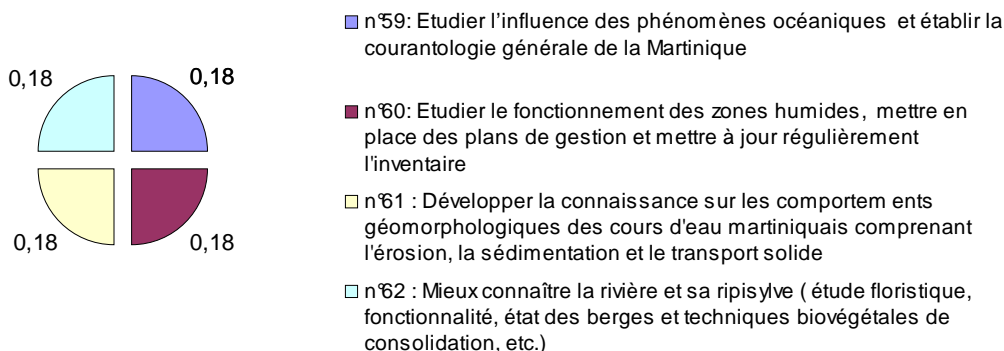 n°59: Etudier l'influence des phénomènes océaniques et établir la
courantologie générale de la Martinique
0,18
0,18
n°60: Etudier le fonctionnement des zones humides, mettre en
place des plans de gestion et mettre à jour régulièrement
l'inventaire
n°61 : Développer la connaissance sur les comportem ents
géomorphologiques des cours d'eau martiniquais comprenant
l'érosion, la sédimentation et le transport solide
0,18
0,18
n°62 : Mieux connaître la rivière et sa ripisylve ( étude floristique,
fonctionnalité, état des berges et techniques biovégétales de
consolidation, etc.)